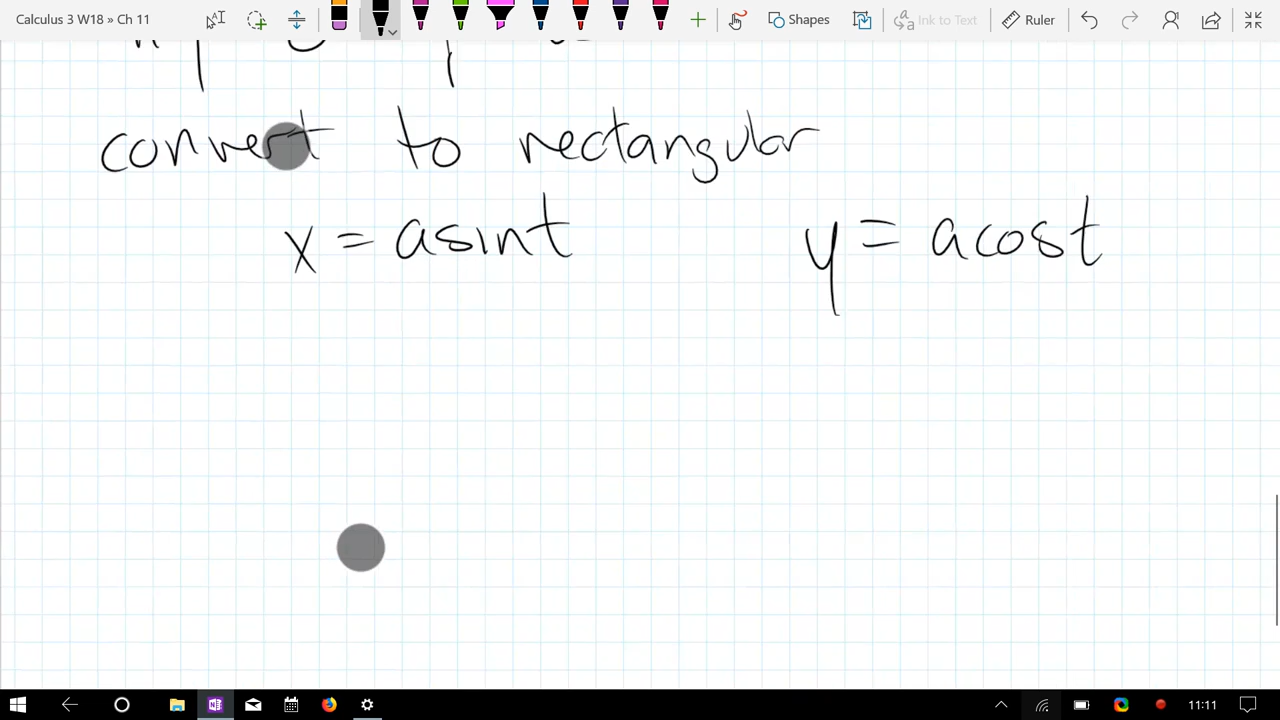 Calculus 3 W18 » Ch 11
Shapes
Ink to Text
Ruler
convert to rectangular
x = asint y = acost
11:11